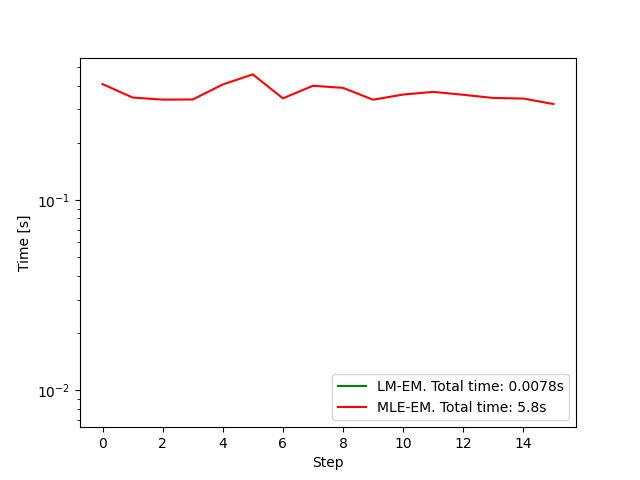 10⁻¹
10⁻²
Time [s]
LM-EM. Total time: 0.0078s
MLE-EM. Total time: 5.8s
0 2 4 6 8 10 12 14
Step